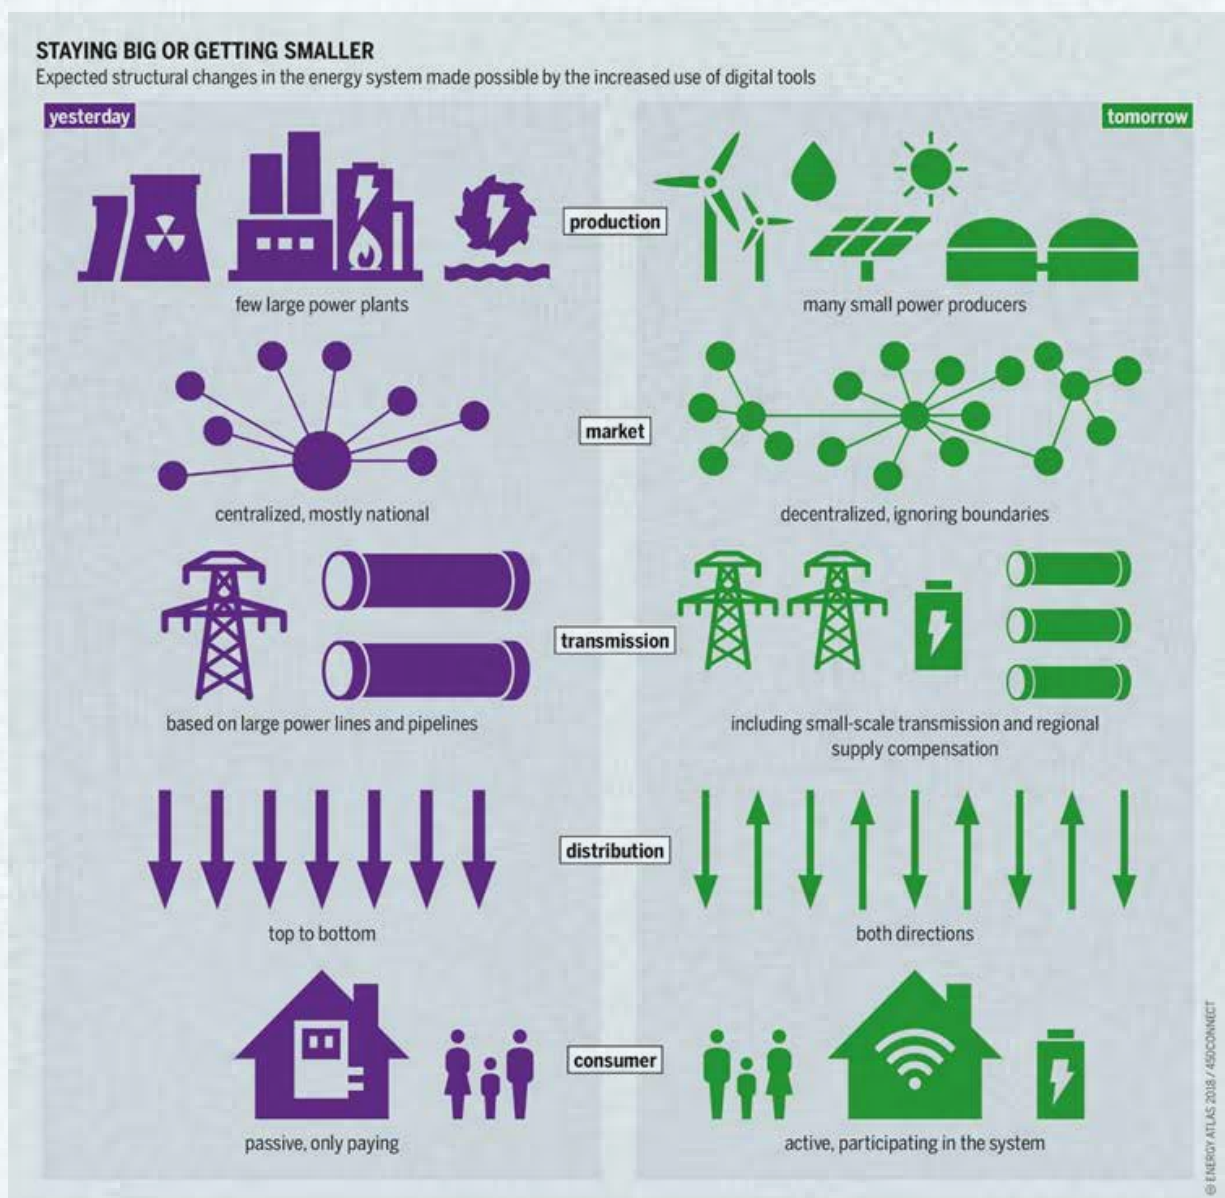 STAYING BIG OR GETTING SMALLER
Expected structural changes in the energy system made possible by the increased use of digital tools
yesterday
tomorrow
production
few large power plants
many small power producers
market
centralized, mostly national
decentralized, ignoring boundaries
transmission
based on large power lines and pipelines
including small-scale transmission and regional
supply compensation
distribution
top to bottom
both directions
consumer
passive, only paying
active, participating in the system
© ENERGY ATLAS 2018 / 450CONNECT